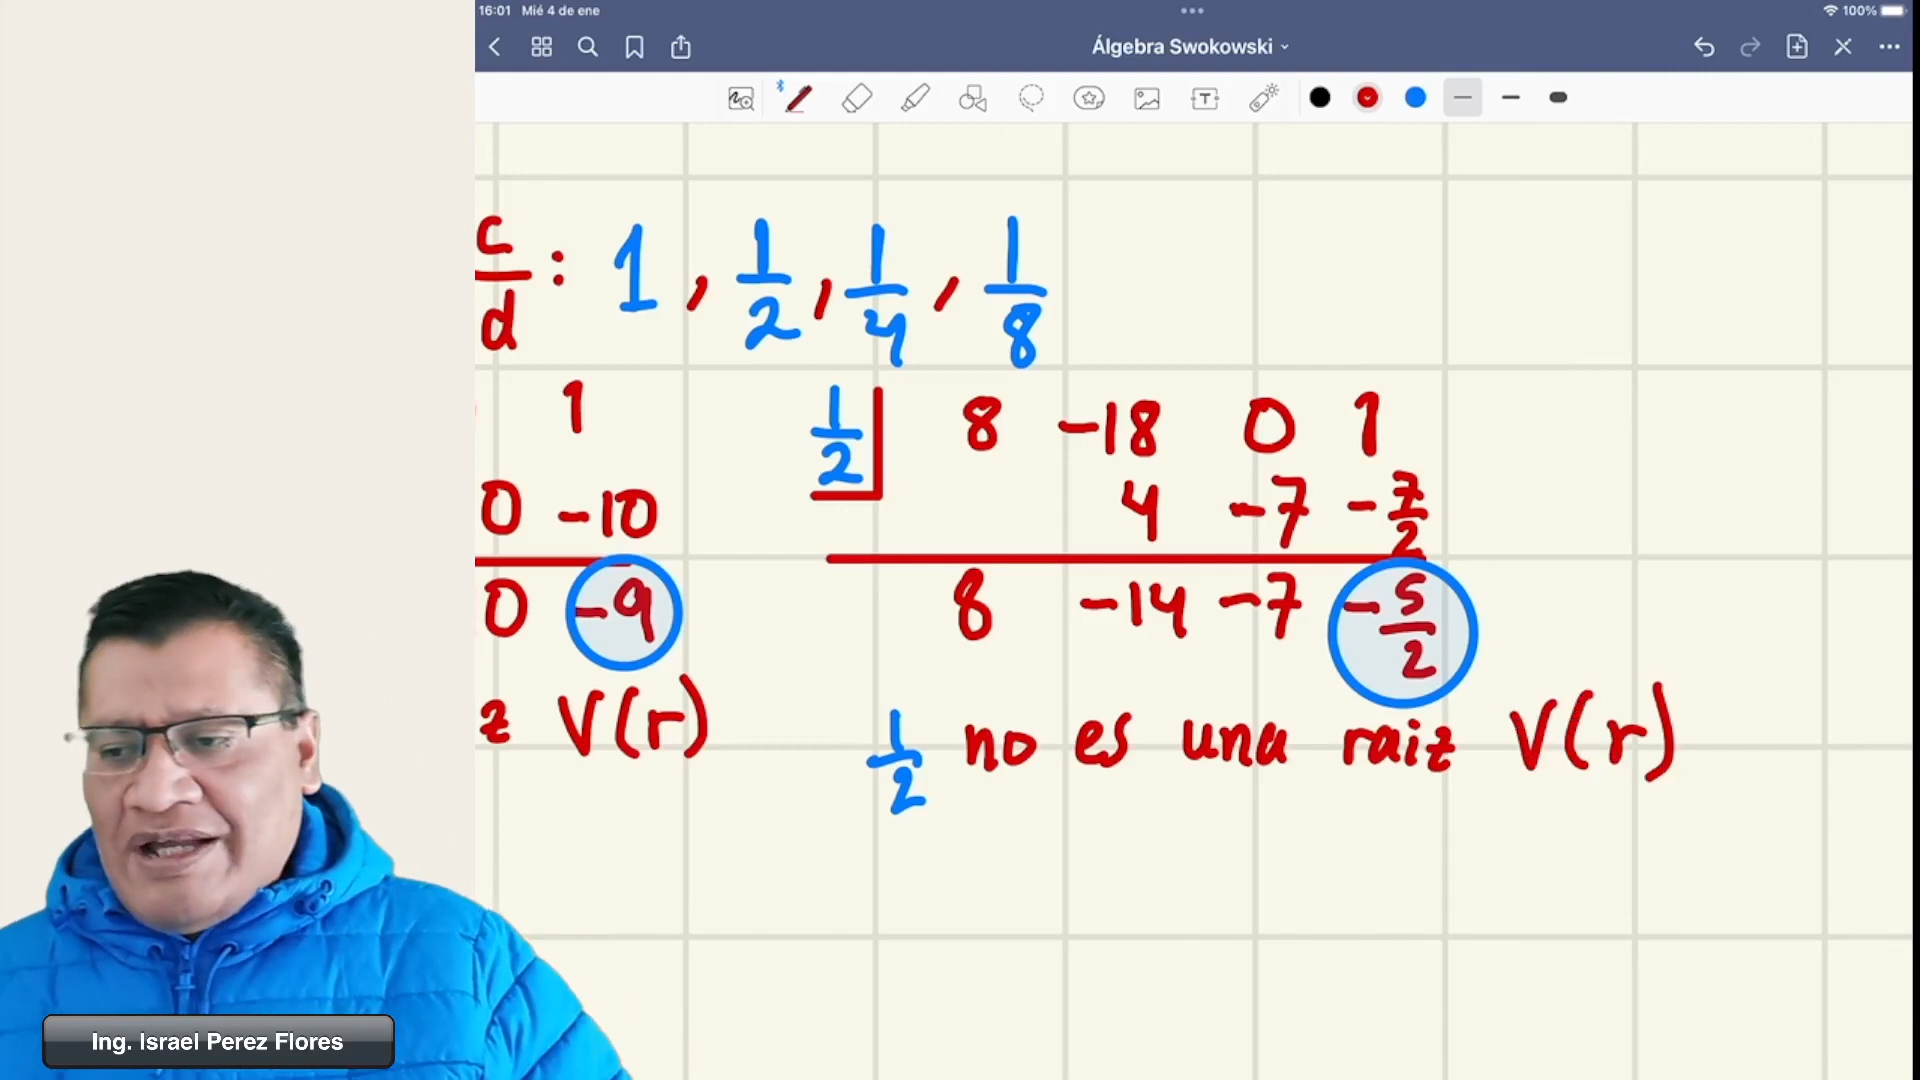 16:01 Mié 4 de ene
100%
Álgebra Swokowski
c/d : 1 , 1/2 , 1/4 , 1/8
1
0 -10
0 -9
z V(r)
1/2 | 8 -18 0 1
4 -7 -7/2
8 -14 -7 -5/2
1/2 no es una raiz V(r)
Ing. Israel Perez Flores